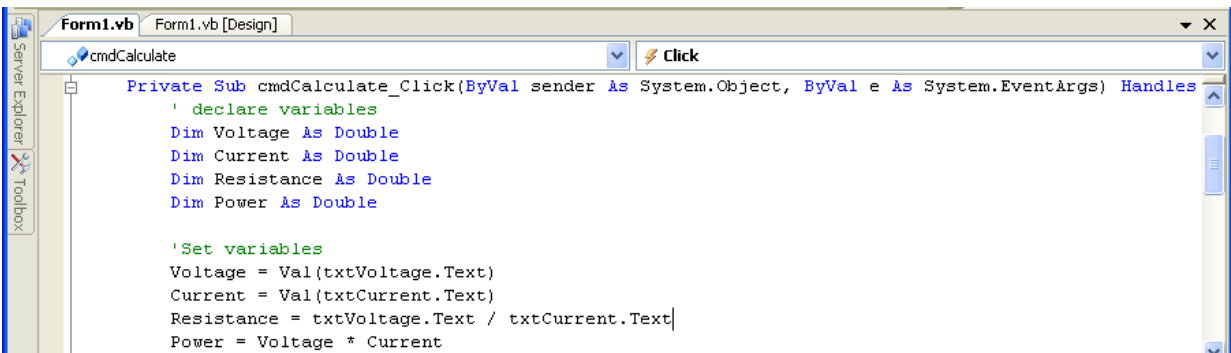 Form1.vb Form1.vb [Design]
cmdCalculate Click
Server Explorer
Toolbox
Private Sub cmdCalculate_Click(ByVal sender As System.Object, ByVal e As System.EventArgs) Handles
' declare variables
Dim Voltage As Double
Dim Current As Double
Dim Resistance As Double
Dim Power As Double
'Set variables
Voltage = Val(txtVoltage.Text)
Current = Val(txtCurrent.Text)
Resistance = txtVoltage.Text / txtCurrent.Text
Power = Voltage * Current